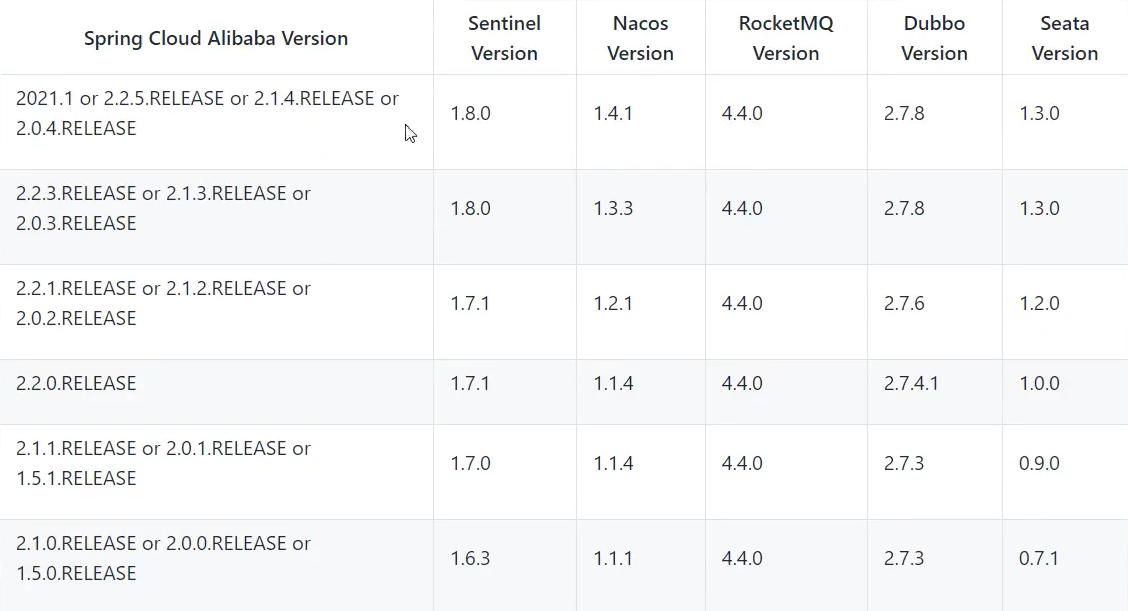 Spring Cloud Alibaba Version
Sentinel
Version
Nacos
Version
RocketMQ
Version
Dubbo
Version
Seata
Version
2021.1 or 2.2.5.RELEASE or 2.1.4.RELEASE or
2.0.4.RELEASE
1.8.0
1.4.1
4.4.0
2.7.8
1.3.0
2.2.3.RELEASE or 2.1.3.RELEASE or
2.0.3.RELEASE
1.8.0
1.3.3
4.4.0
2.7.8
1.3.0
2.2.1.RELEASE or 2.1.2.RELEASE or
2.0.2.RELEASE
1.7.1
1.2.1
4.4.0
2.7.6
1.2.0
2.2.0.RELEASE
1.7.1
1.1.4
4.4.0
2.7.4.1
1.0.0
2.1.1.RELEASE or 2.0.1.RELEASE or
1.5.1.RELEASE
1.7.0
1.1.4
4.4.0
2.7.3
0.9.0
2.1.0.RELEASE or 2.0.0.RELEASE or
1.5.0.RELEASE
1.6.3
1.1.1
4.4.0
2.7.3
0.7.1